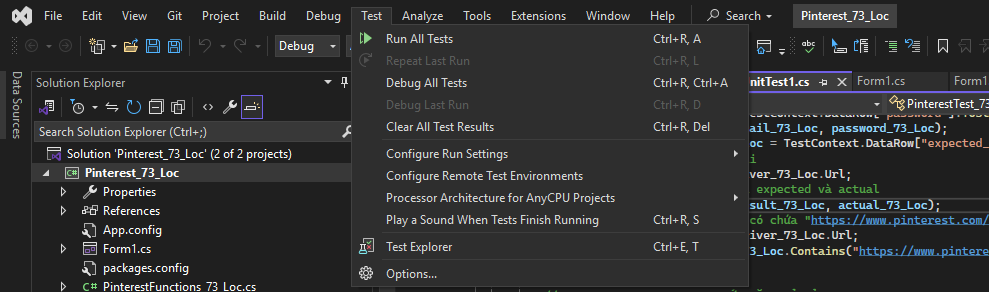 File Edit View Git Project Build Debug Test Analyze Tools Extensions Window Help Search Pinterest_73_Loc
Debug
Data Sources
Solution Explorer
Search Solution Explorer (Ctrl+;)
Solution 'Pinterest_73_Loc' (2 of 2 projects)
C# Pinterest_73_Loc
Properties
References
App.config
Form1.cs
packages.config
C# PinterestFunctions_73_Loc.cs
Run All Tests Ctrl+R, A
Repeat Last Run Ctrl+R, L
Debug All Tests Ctrl+R, Ctrl+A
Debug Last Run Ctrl+R, D
Clear All Test Results Ctrl+R, Del
Configure Run Settings
Configure Remote Test Environments
Processor Architecture for AnyCPU Projects
Play a Sound When Tests Finish Running Ctrl+R, S
Test Explorer Ctrl+E, T
Options...
abc
nitTest1.cs Form1.cs Form1
PinterestTest_73
ail_73_Loc, password_73_Loc);
oc = TestContext.DataRow["expected_
i
ver_73_Loc.Url;
expected và actual
sult_73_Loc, actual_73_Loc);
có chứa "https://www.pinterest.com/
ver_73_Loc.Url;
73_Loc.Contains("https://www.pintere